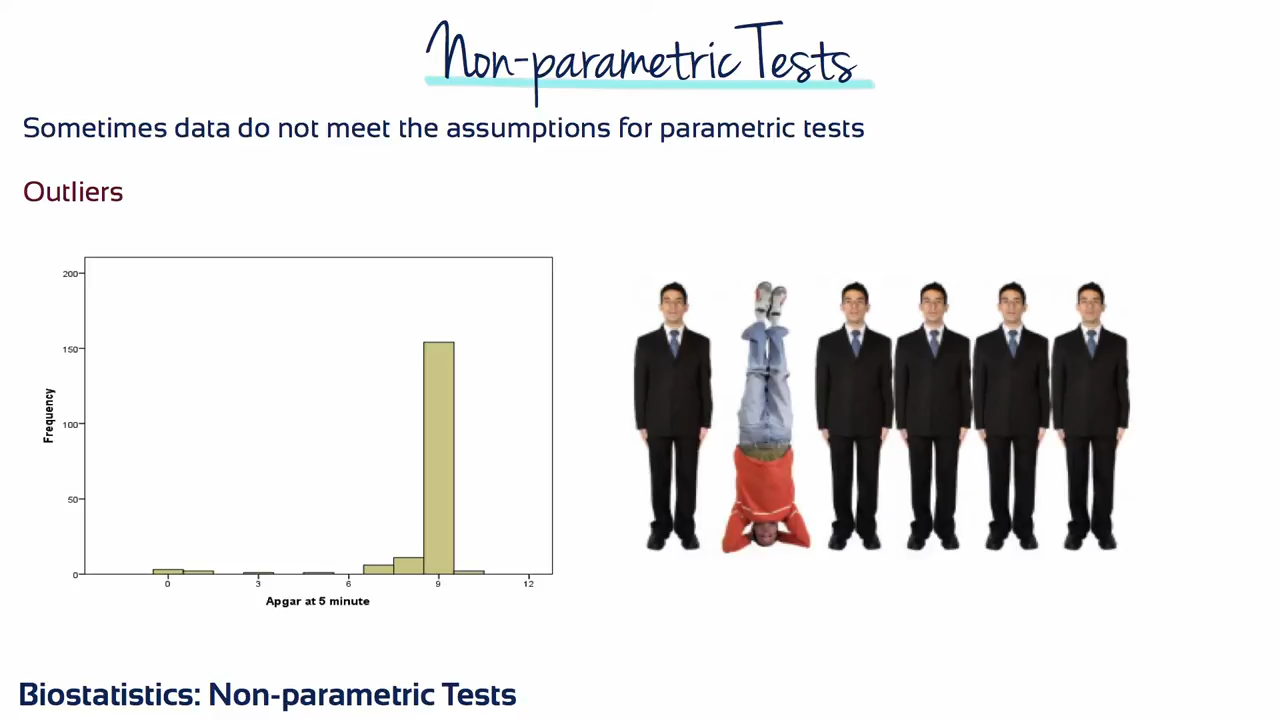 Non-parametric Tests
Sometimes data do not meet the assumptions for parametric tests
Outliers
200
150
100
50
0
Frequency
0 3 6 9 12
Apgar at 5 minute
Biostatistics: Non-parametric Tests